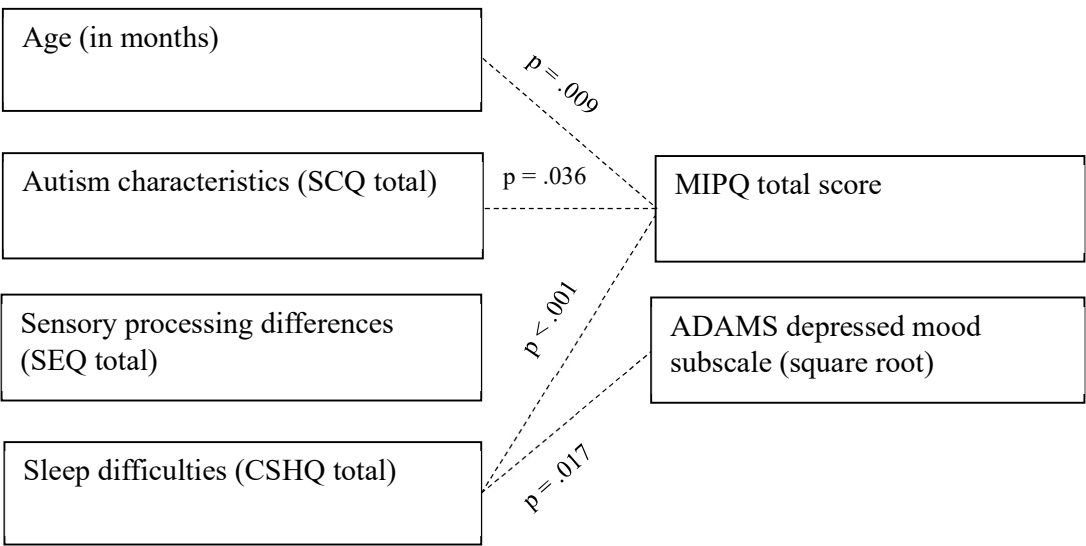 Age (in months)
p = .009
Autism characteristics (SCQ total)
p = .036
MIPQ total score
Sensory processing differences
(SEQ total)
p < .001
ADAMS depressed mood
subscale (square root)
Sleep difficulties (CSHQ total)
p = .017